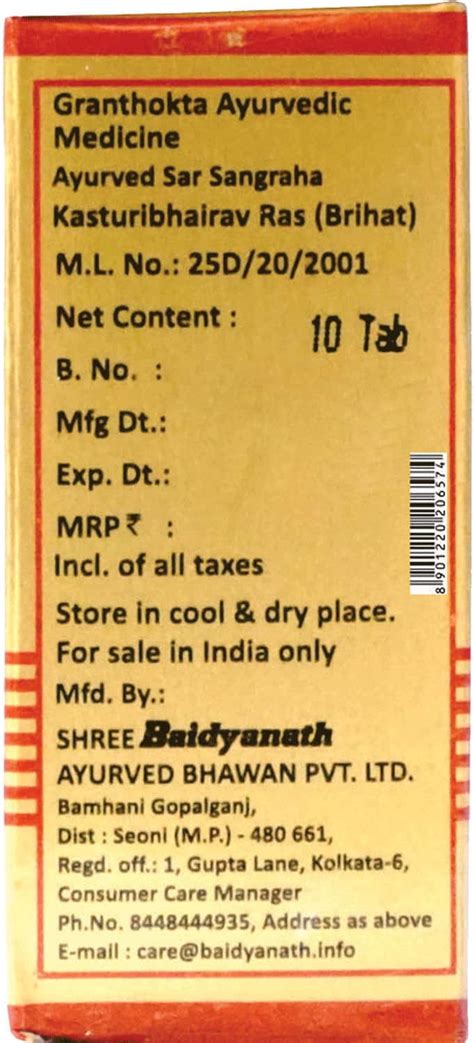 Granthokta Ayurvedic
Medicine
Ayurved Sar Sangraha
Kasturibhairav Ras (Brihat)
M.L. No.: 25D/20/2001
Net Content : 10 Tab
B. No. :
Mfg Dt.:
Exp. Dt.:
MRP ₹ :
Incl. of all taxes
Store in cool & dry place.
For sale in India only
Mfd. By.:
SHREE Baidyanath
AYURVED BHAWAN PVT. LTD.
Bamhani Gopalganj,
Dist : Seoni (M.P.) - 480 661,
Regd. off.: 1, Gupta Lane, Kolkata-6,
Consumer Care Manager
Ph.No. 8448444935, Address as above
E-mail : care@baidyanath.info
8 901220 206574